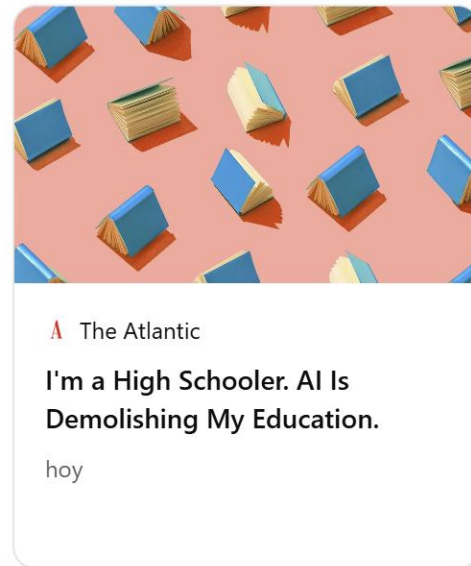 A The Atlantic
I'm a High Schooler. AI Is
Demolishing My Education.
hoy